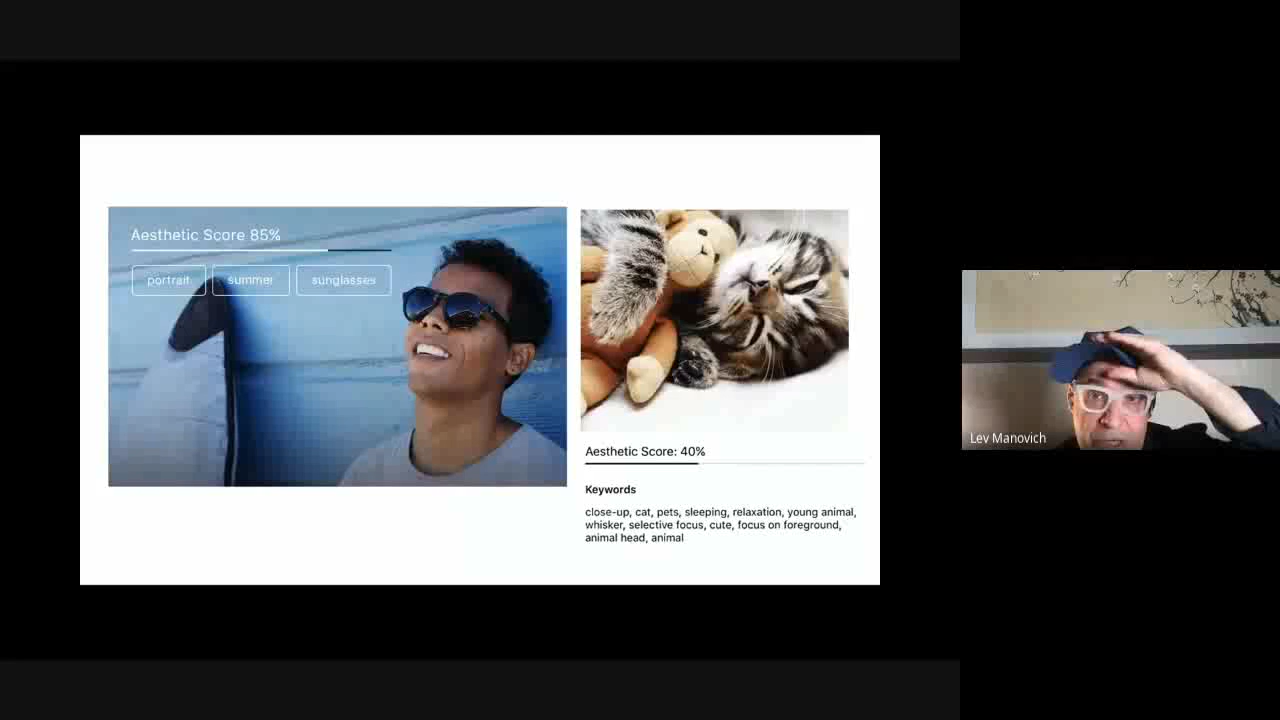 Aesthetic Score 85%
portrait summer sunglasses
Aesthetic Score: 40%
Keywords
close-up, cat, pets, sleeping, relaxation, young animal,
whisker, selective focus, cute, focus on foreground,
animal head, animal
Lev Manovich